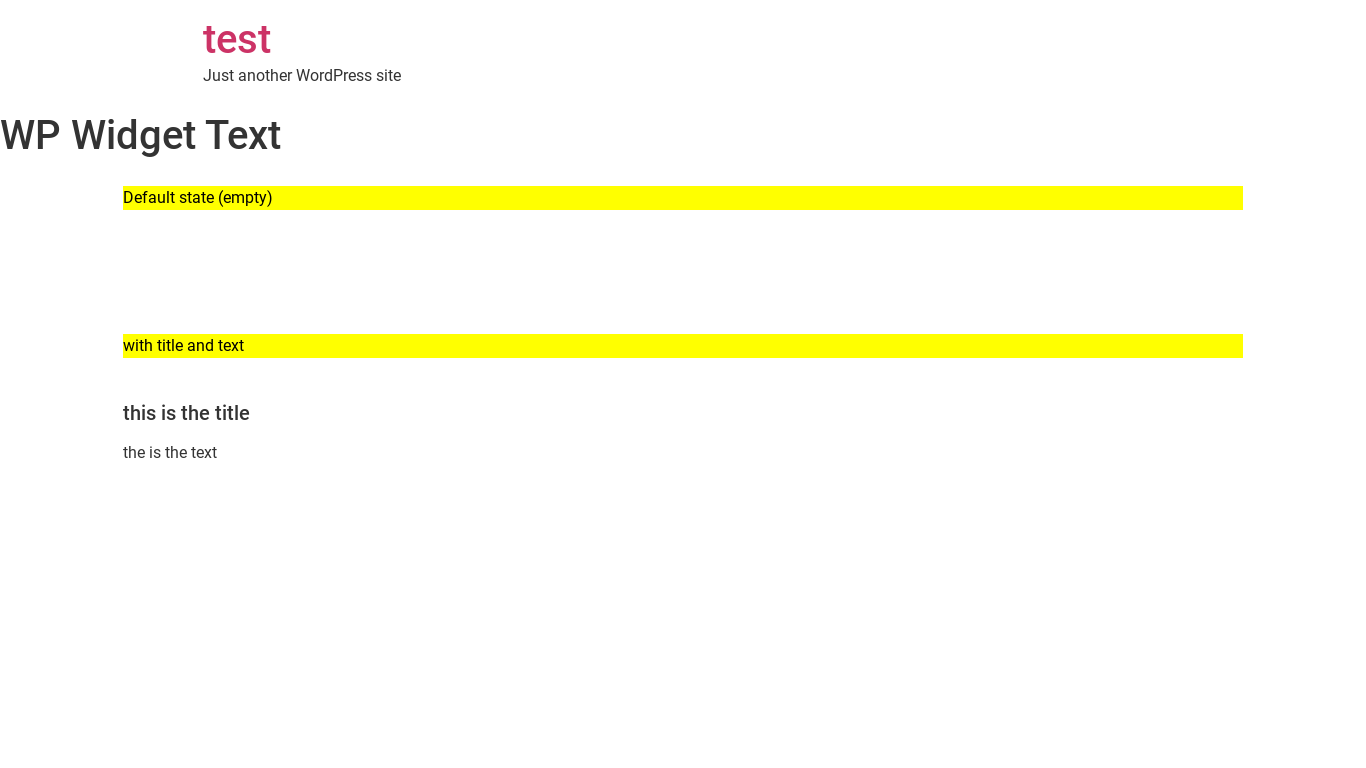 test
Just another WordPress site
WP Widget Text
Default state (empty)
with title and text
this is the title
the is the text